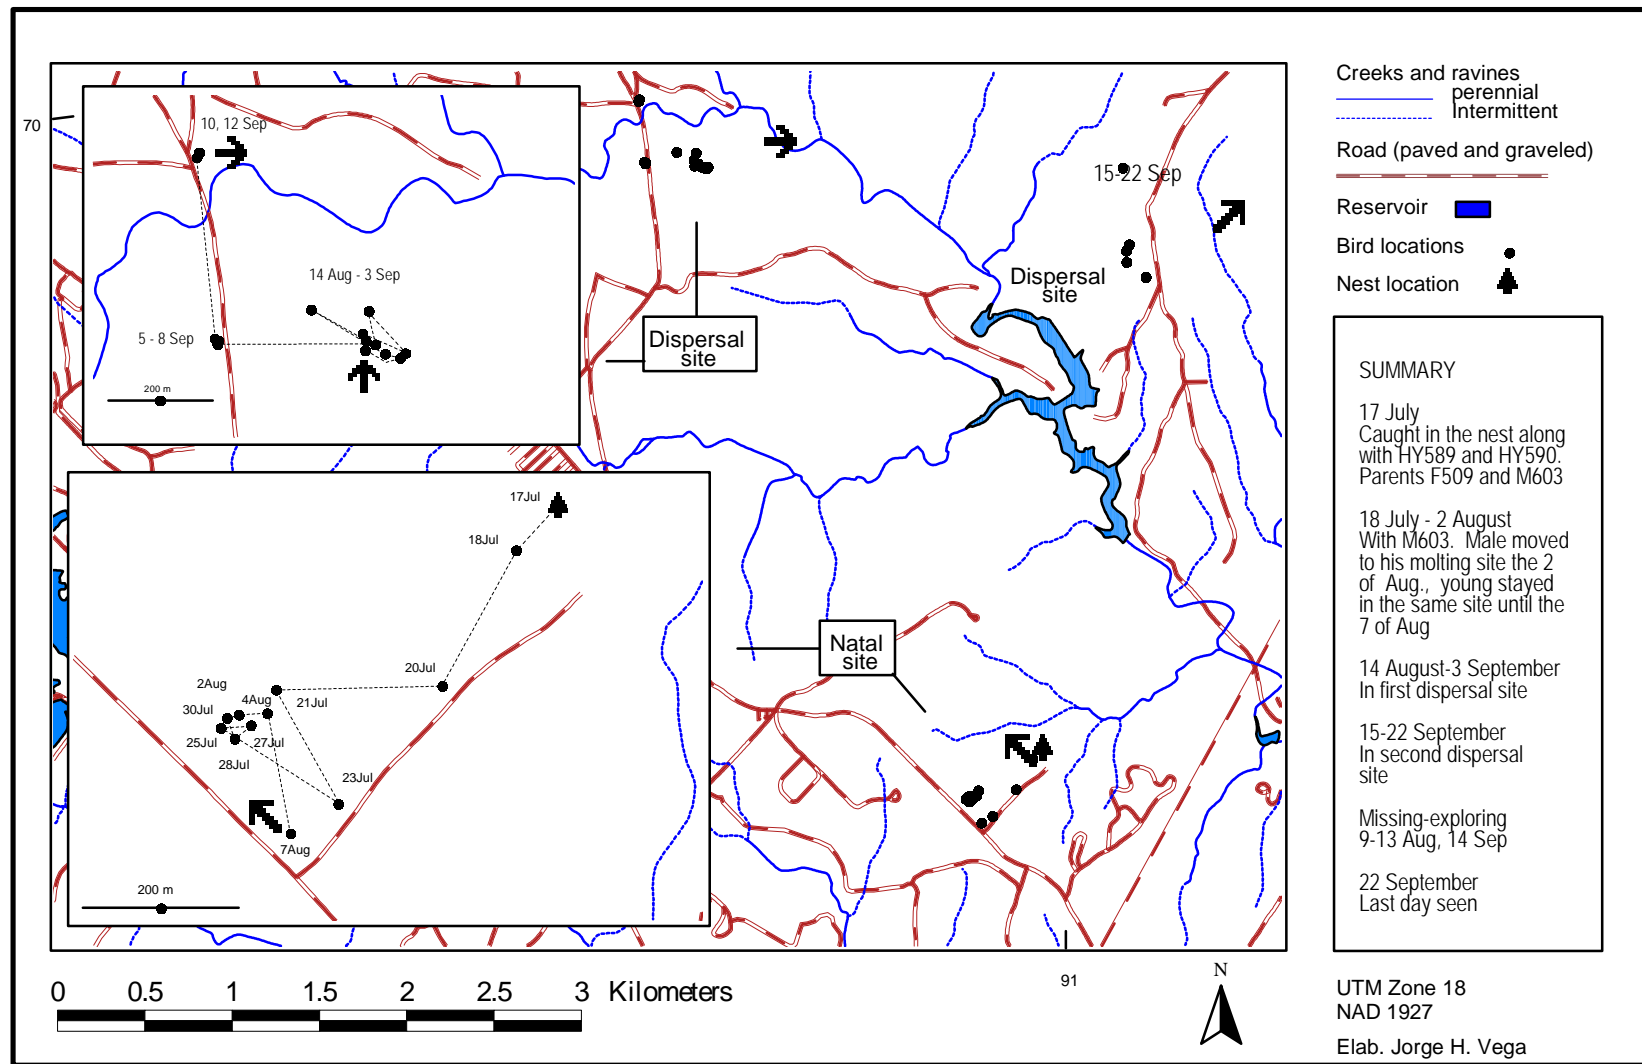 70
10, 12 Sep
14 Aug - 3 Sep
5 - 8 Sep
200 m
Dispersal
site
Dispersal
site
15-22 Sep
17Jul
18Jul
20Jul
2Aug
21Jul
4Aug
30Jul
25Jul
27Jul
28Jul
23Jul
7Aug
200 m
Natal
site
91
0 0.5 1 1.5 2 2.5 3 Kilometers
N
Creeks and ravines
perennial
Intermittent
Road (paved and graveled)
Reservoir
Bird locations
Nest location
SUMMARY
17 July
Caught in the nest along
with HY589 and HY590.
Parents F509 and M603
18 July - 2 August
With M603. Male moved
to his molting site the 2
of Aug., young stayed
in the same site until the
7 of Aug
14 August-3 September
In first dispersal site
15-22 September
In second dispersal
site
Missing-exploring
9-13 Aug, 14 Sep
22 September
Last day seen
UTM Zone 18
NAD 1927
Elab. Jorge H. Vega